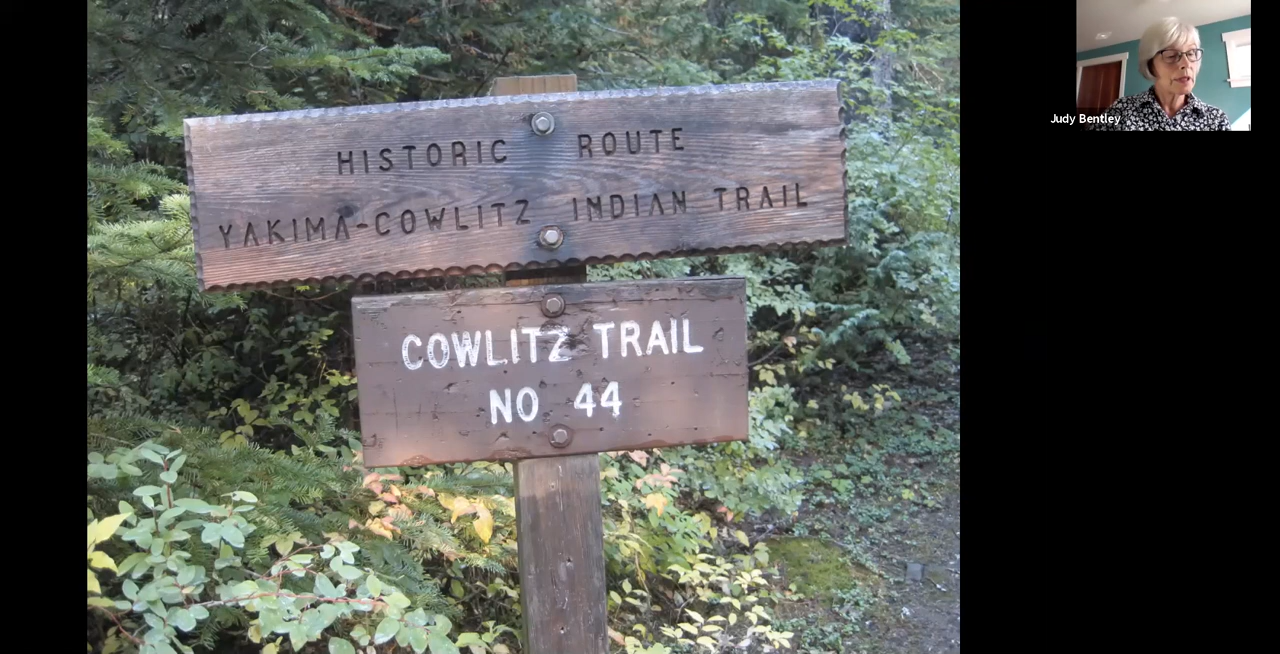 HISTORIC ROUTE
YAKIMA-COWLITZ INDIAN TRAIL
COWLITZ TRAIL
NO 44
Judy Bentley